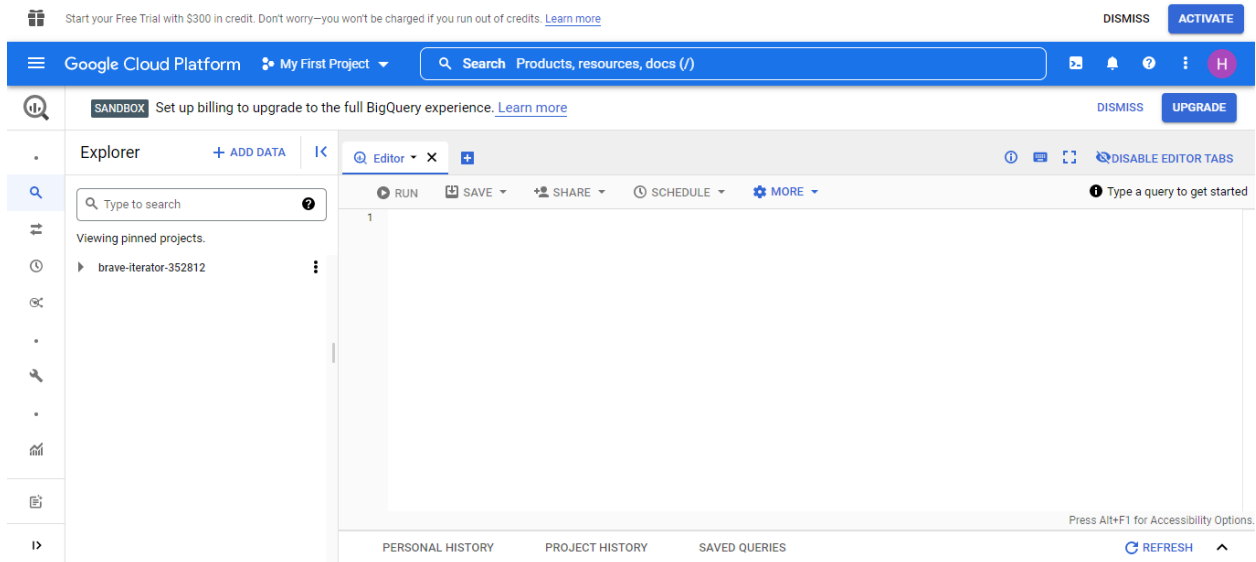 Start your Free Trial with $300 in credit. Don't worry—you won't be charged if you run out of credits. Learn more
DISMISS
ACTIVATE
Google Cloud Platform
My First Project
Search Products, resources, docs (/)
H
SANDBOX Set up billing to upgrade to the full BigQuery experience. Learn more
DISMISS
UPGRADE
Explorer
+ ADD DATA
Editor
DISABLE EDITOR TABS
Type to search
RUN
SAVE
SHARE
SCHEDULE
MORE
Type a query to get started
1
Viewing pinned projects.
brave-iterator-352812
Press Alt+F1 for Accessibility Options.
PERSONAL HISTORY
PROJECT HISTORY
SAVED QUERIES
REFRESH